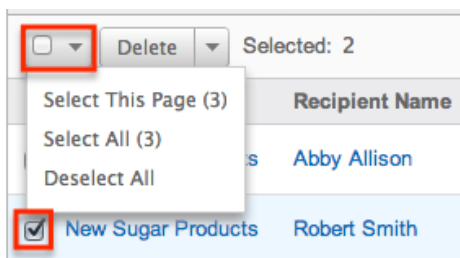 Delete Selected: 2
Select This Page (3)
Recipient Name
Select All (3)
s Abby Allison
Deselect All
New Sugar Products Robert Smith